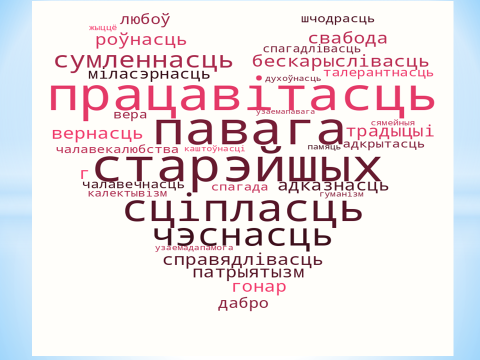 любоў
шчодрасць
жыццё
роўнасць
свабода
спагадлівасць
сумленнасць
бескарыслівасць
міласэрнасць
духоўнасць
талерантнасць
працавітасць
вера
узаемапавага
павага
сямейныя
вернасць
традыцыі
чалавекалюбства
каштоўнасці
памяць
адкрытасць
старэйшых
г
чалавечнасць
спагада
адказнасць
калектывізм
гуманізм
сціпласць
чэснасць
узаемадапамога
справядлівасць
патрыятызм
гонар
дабро